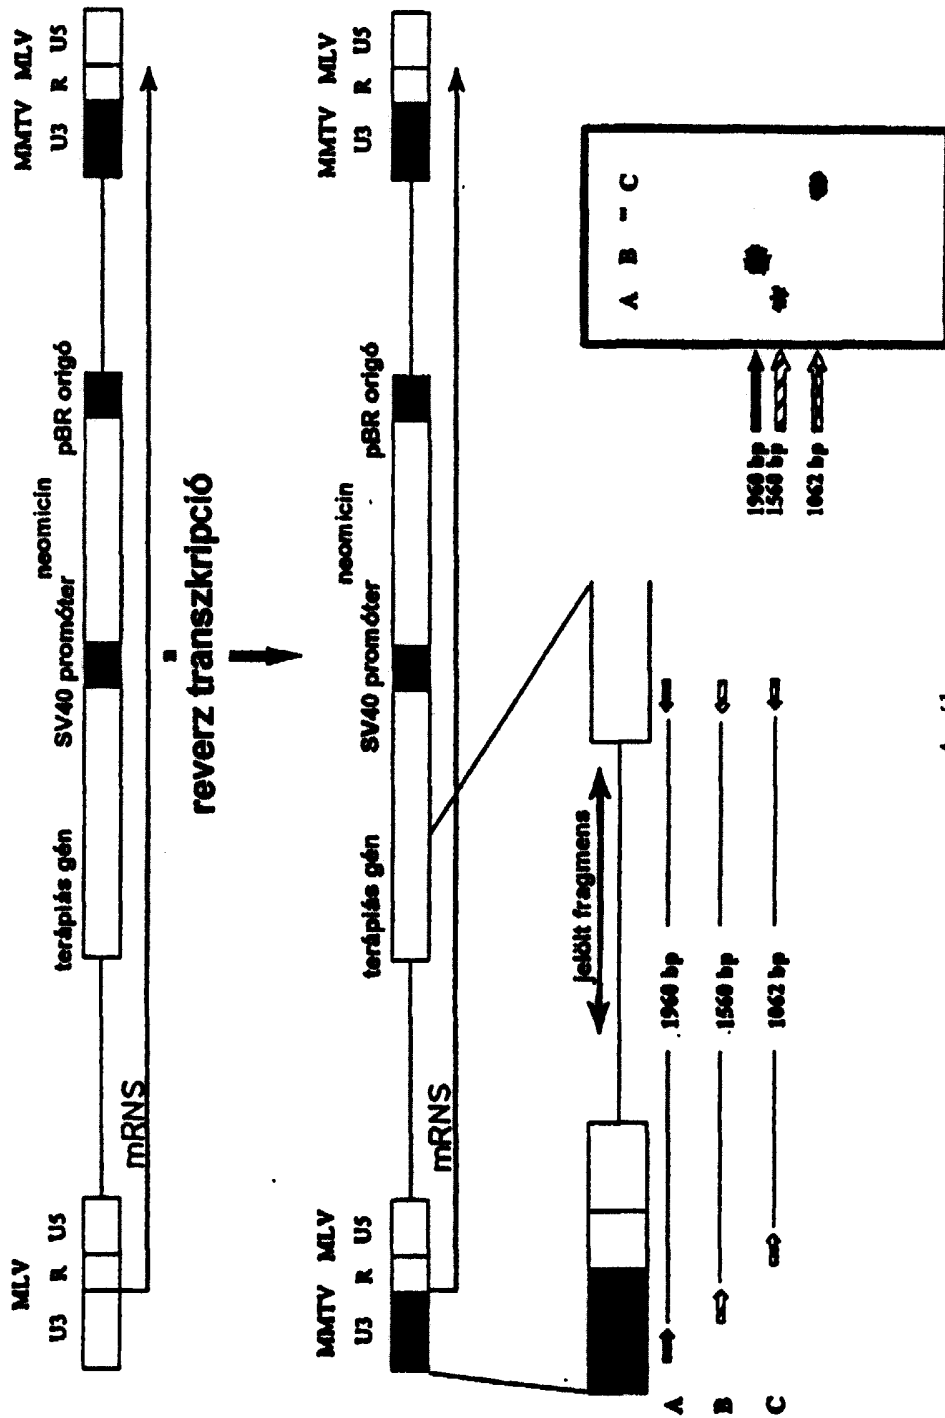 MLV
MMTV MLV
U3 R U5
U3 R U5
terápiás gén
SV40 promóter
neomicin
pBR origó
mRNS
reverz transzkripció
MMTV MLV
MMTV MLV
U3 R U5
U3 R U5
terápiás gén
SV40 promóter
neomicin
pBR origó
mRNS
jelölt fragmens
A 1960 bp
B 1560 bp
C 1062 bp
A B – C
1960 bp
1560 bp
1062 bp